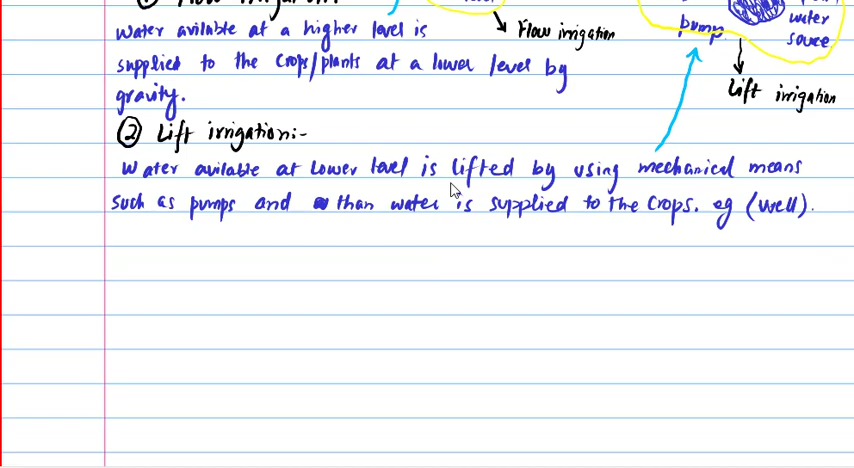 water
pump
souce
Flow irrigation
Water avilable at a higher level is
supplied to the crops/plants at a lower level by
gravity.
Lift irrigation
② Lift irrigation:-
Water avilable at Lower level is lifted by using mechanical means
such as pumps and than water is supplied to the crops. eg (well).